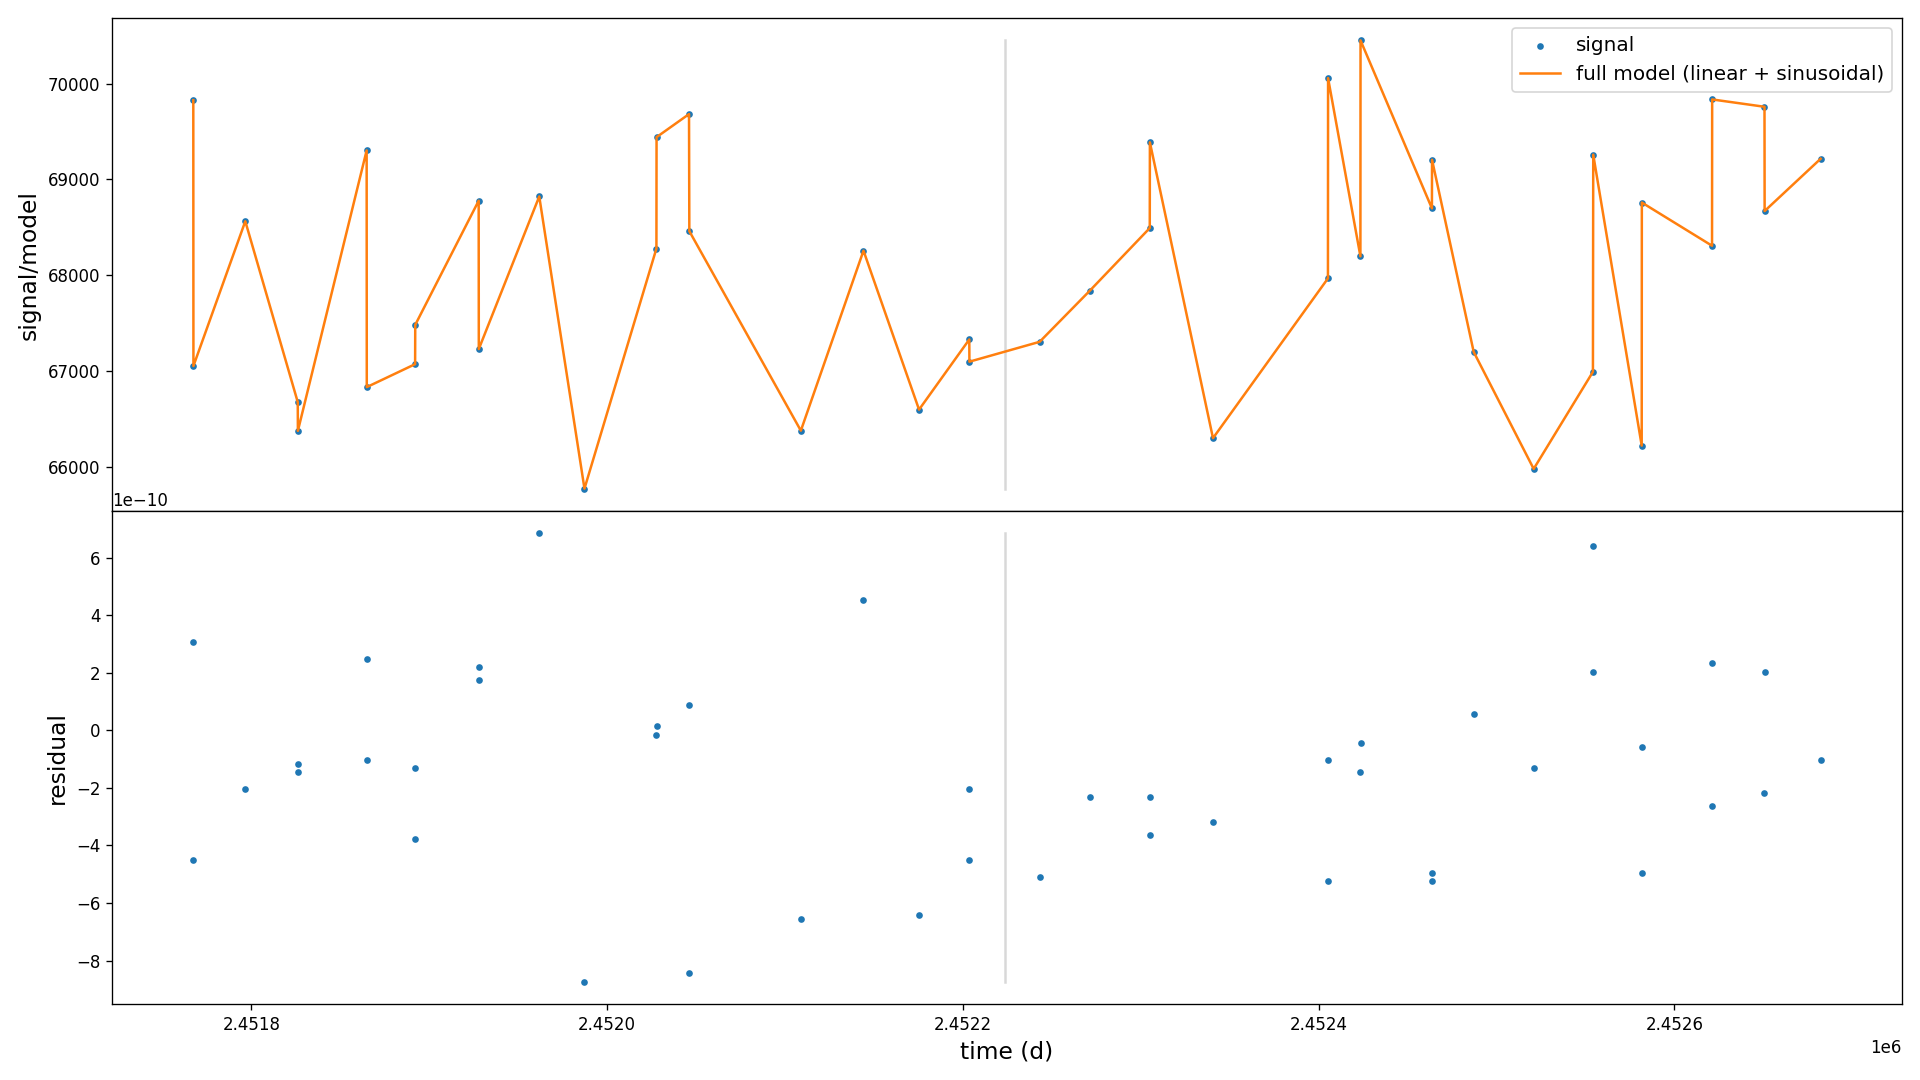 signal
full model (linear + sinusoidal)
signal/model
70000
69000
68000
67000
66000
1e−10
residual
6
4
2
0
−2
−4
−6
−8
2.4518
2.4520
2.4522
2.4524
2.4526
1e6
time (d)